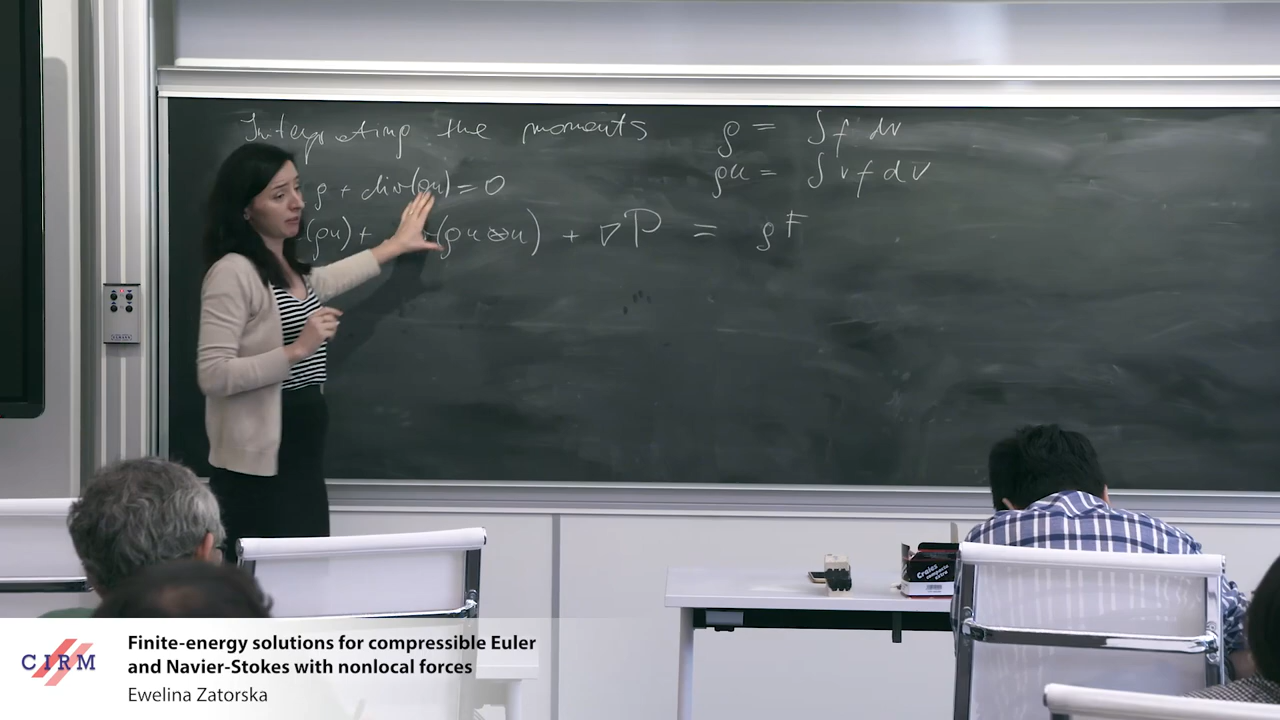 Integrating the moments ρ = ∫ f dv
ρ + div(ρu) = 0 ρu = ∫ v f dv
(ρu) + (ρu⊗u) + ∇P = ρF
Craies
CIRM
Finite-energy solutions for compressible Euler
and Navier-Stokes with nonlocal forces
Ewelina Zatorska